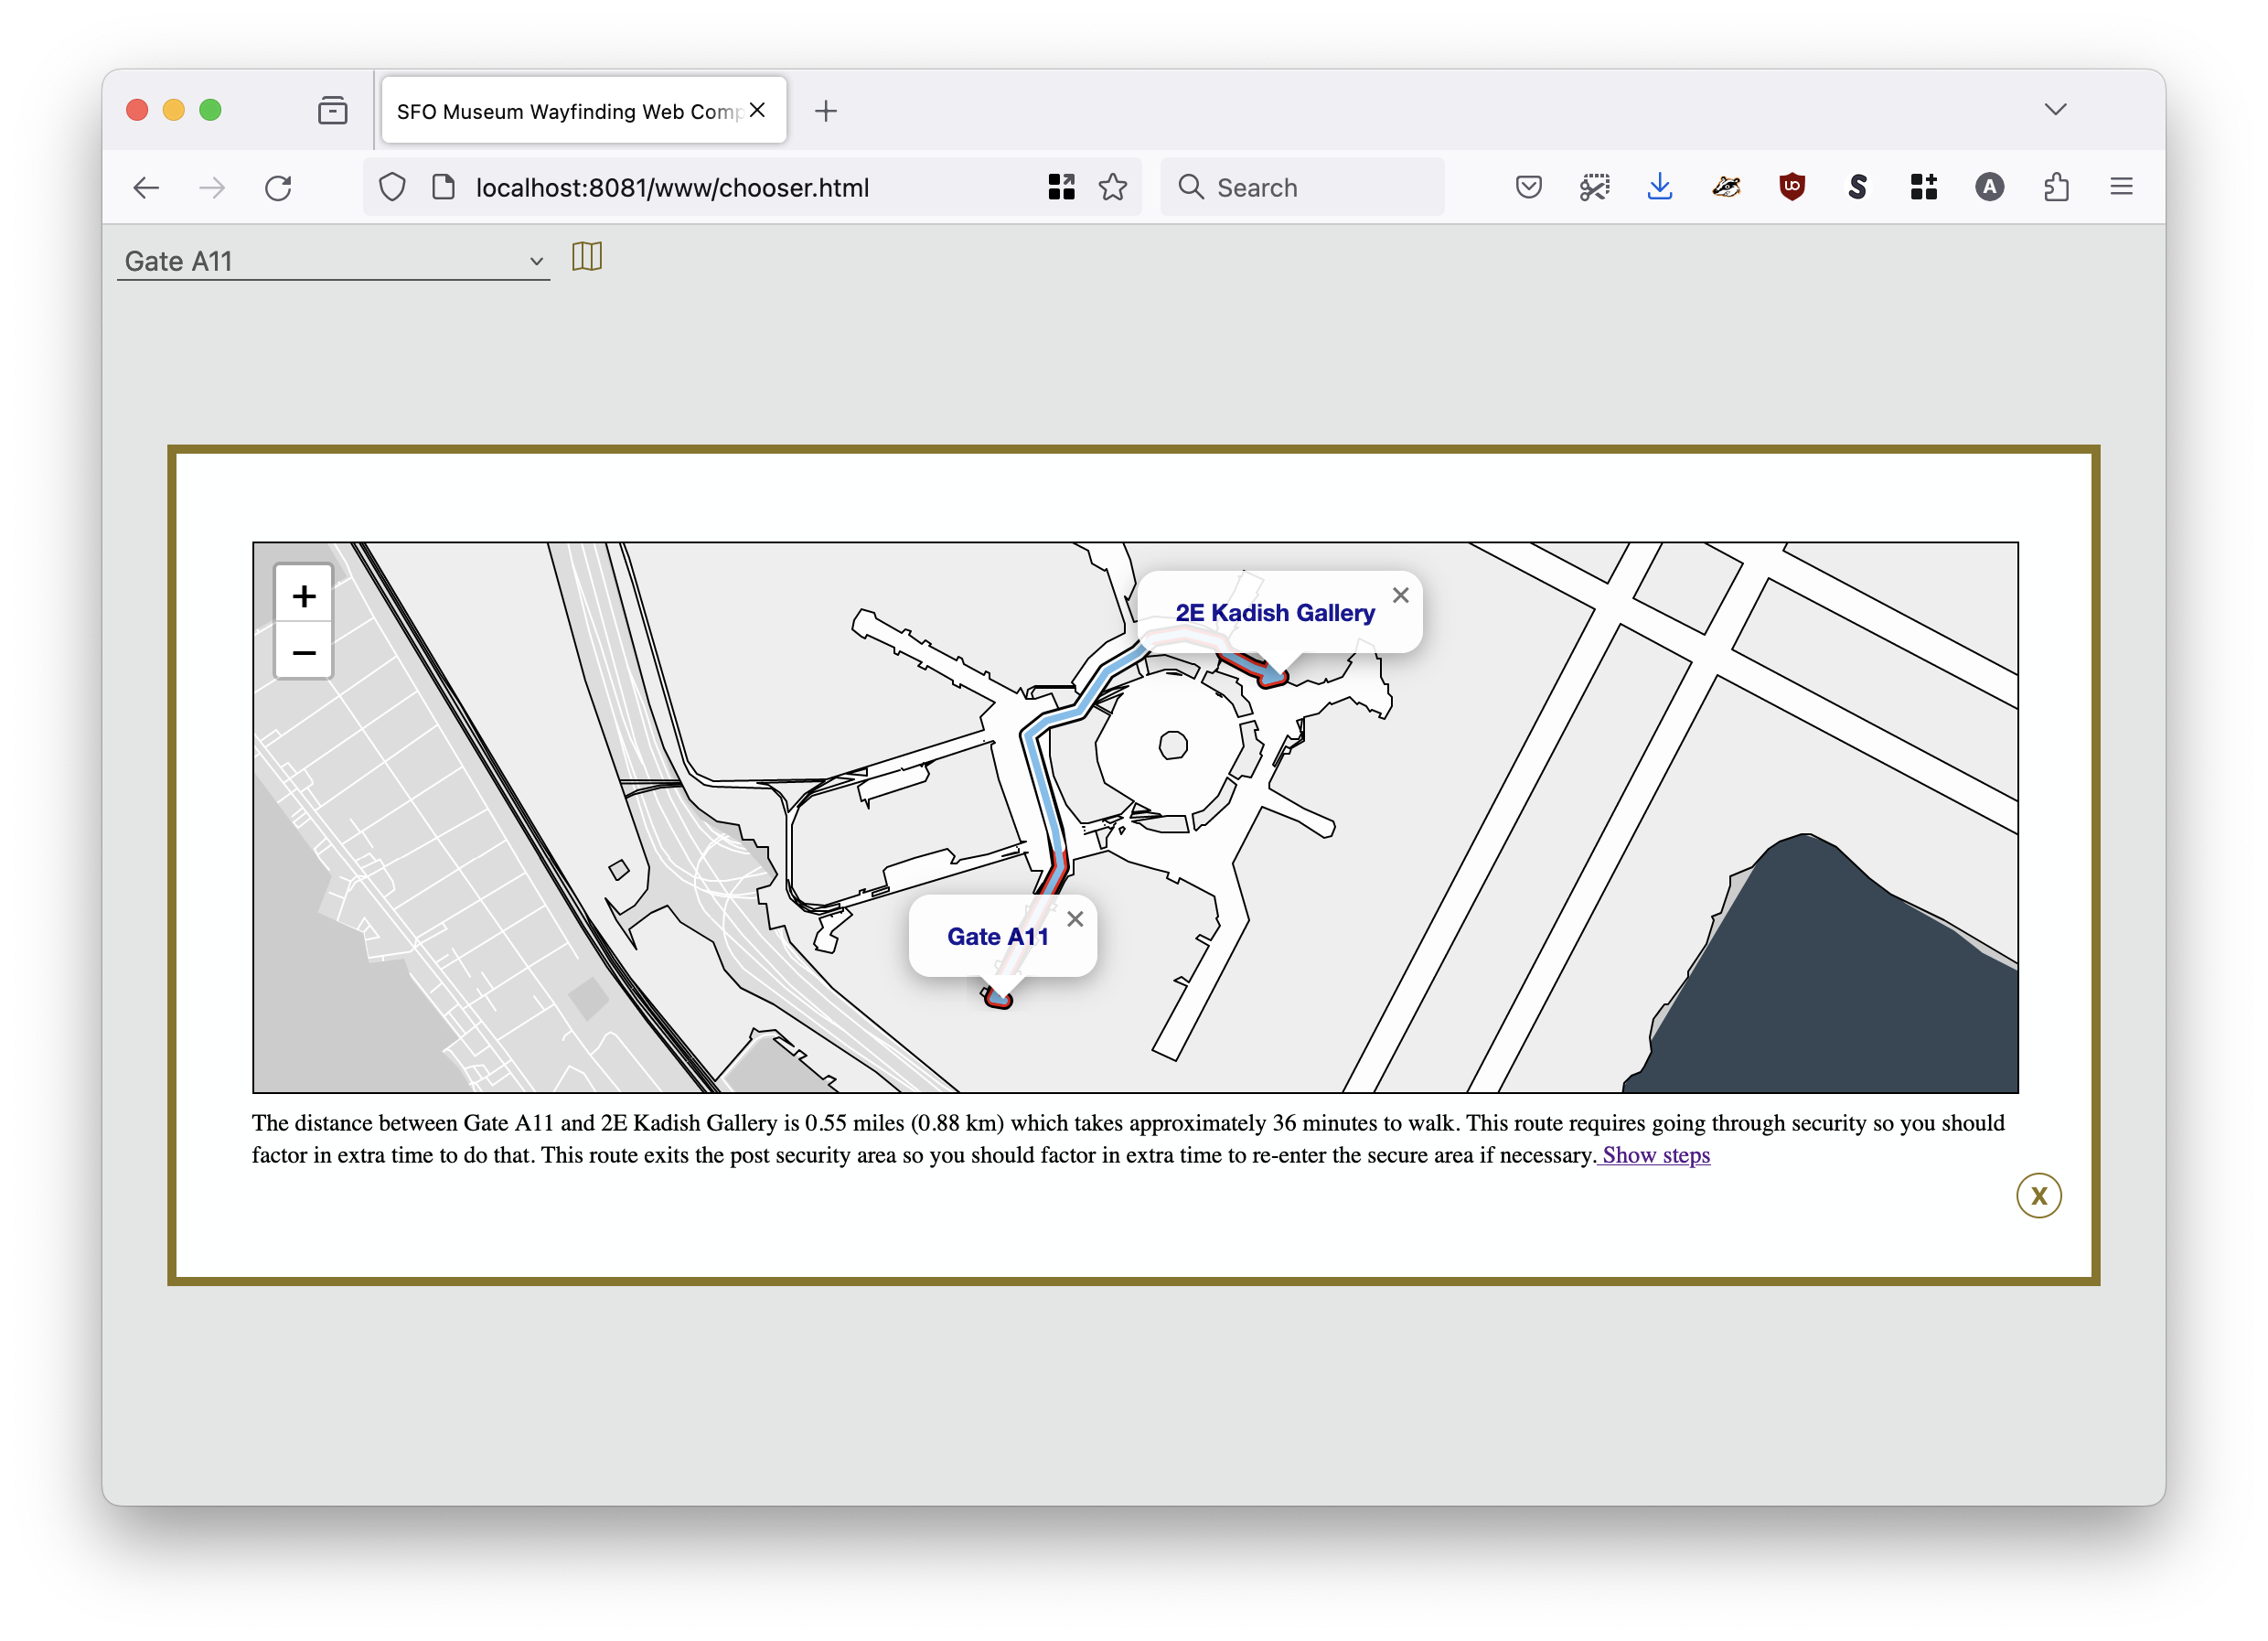 SFO Museum Wayfinding Web Comp
localhost:8081/www/chooser.html
Search
Gate A11
+
−
2E Kadish Gallery
Gate A11
The distance between Gate A11 and 2E Kadish Gallery is 0.55 miles (0.88 km) which takes approximately 36 minutes to walk. This route requires going through security so you should
factor in extra time to do that. This route exits the post security area so you should factor in extra time to re-enter the secure area if necessary. Show steps
X